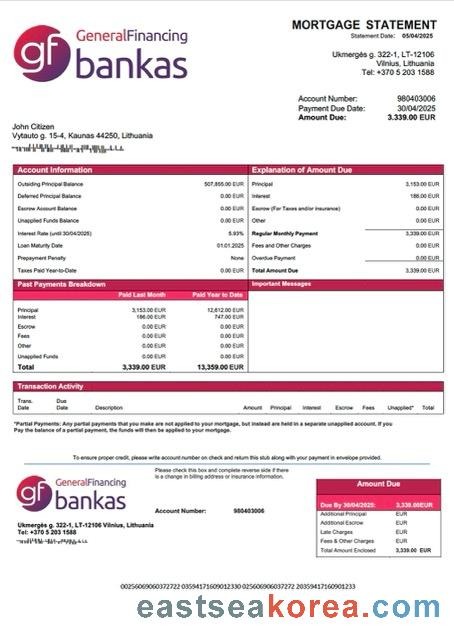 gf GeneralFinancing
bankas
MORTGAGE STATEMENT
Statement Date: 05/04/2025
Ukmergės g. 322-1, LT-12106
Vilnius, Lithuania
Tel: +370 5 203 1588
Account Number: 980403006
Payment Due Date: 30/04/2025
Amount Due: 3.339.00 EUR
John Citizen
Vytauto g. 15-4, Kaunas 44250, Lithuania
Account Information
Outsiding Principal Balance 507,855.00 EUR
Deferred Principal Balance 0.00 EUR
Escrow Account Balance 0.00 EUR
Unapplied Funds Balance 0.00 EUR
Interest Rate (until 30/04/2025) 5.93%
Loan Maturity Date 01.01.2025
Prepayment Penalty None
Taxes Paid Year-to-Date 0.00 EUR
Explanation of Amount Due
Principal 3,153.00 EUR
Interest 186.00 EUR
Escrow (For Taxes and/or insurance) 0.00 EUR
Other 0.00 EUR
Regular Monthly Payment 3,339.00 EUR
Fees and Other Charges 0.00 EUR
Overdue Payment 0.00 EUR
Total Amount Due 3,339.00 EUR
Past Payments Breakdown
Paid Last Month Paid Year to Date
Principal 3,153.00 EUR 12,612.00 EUR
Interest 186.00 EUR 747.00 EUR
Escrow 0.00 EUR 0.00 EUR
Fees 0.00 EUR 0.00 EUR
Other 0.00 EUR 0.00 EUR
Unapplied Funds 0.00 EUR 0.00 EUR
Total 3,339.00 EUR 13,359.00 EUR
Important Messages
Transaction Activity
Trans. Date Due Date Description Amount Principal Interest Escrow Fees Unapplied* Total
*Partial Payments: Any partial payments that you make are not applied to your mortgage, but instead are held in a separate unapplied account. If you
Pay the balance of a partial payment, the funds will then be applied to your mortgage.
To ensure proper credit, please write account number on check and return this stub along with your payment in envelope provided.
gf GeneralFinancing
bankas
Please check this box and complete reverse side if there
is a change in billing address or insurance information.
Account Number: 980403006
Ukmergės g. 322-1, LT-12106 Vilnius, Lithuania
Tel: +370 5 203 1588
Amount Due
Due By 30/04/2025: 3,339.00EUR
Additional Principal EUR
Additional Escrow EUR
Late Charges EUR
Fees & Other Charges EUR
Total Amount Enclosed 3,339.00 EUR
00256069060372722 03594171609012330 02560690603 7272 20359417160901233
eastseakorea.com